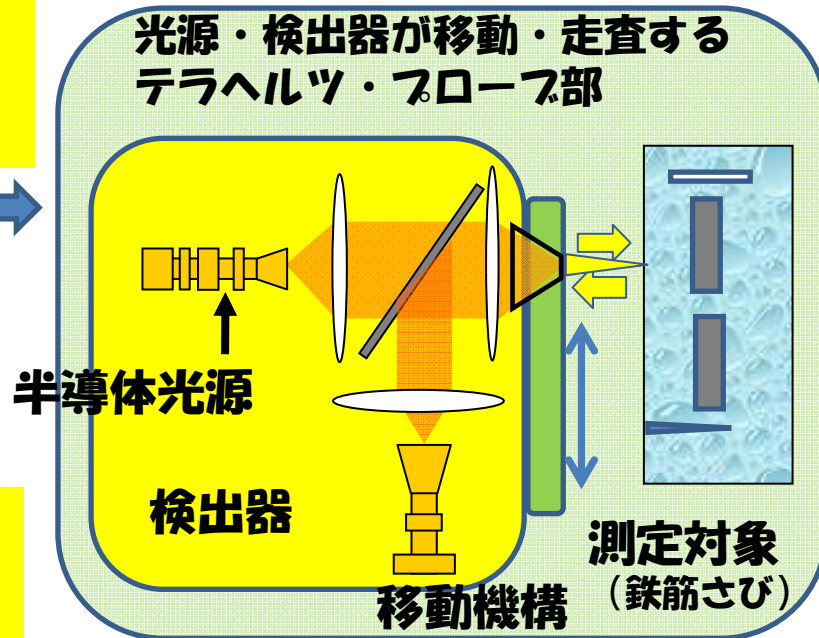 光源・検出器が移動・走査する
テラヘルツ・プローブ部
半導体光源
検出器
移動機構
測定対象
（鉄筋さび）